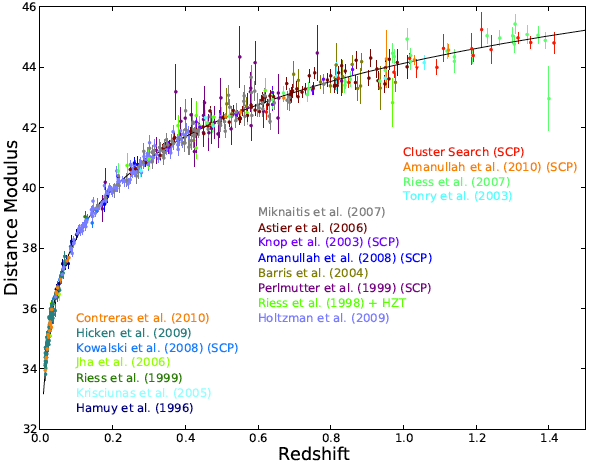 46
44
42
40
38
36
34
32
Distance Modulus
Cluster Search (SCP)
Amanullah et al. (2010) (SCP)
Riess et al. (2007)
Tonry et al. (2003)
Miknaitis et al. (2007)
Astier et al. (2006)
Knop et al. (2003) (SCP)
Amanullah et al. (2008) (SCP)
Barris et al. (2004)
Perlmutter et al. (1999) (SCP)
Riess et al. (1998) + HZT
Holtzman et al. (2009)
Contreras et al. (2010)
Hicken et al. (2009)
Kowalski et al. (2008) (SCP)
Jha et al. (2006)
Riess et al. (1999)
Krisciunas et al. (2005)
Hamuy et al. (1996)
0.0 0.2 0.4 0.6 0.8 1.0 1.2 1.4
Redshift